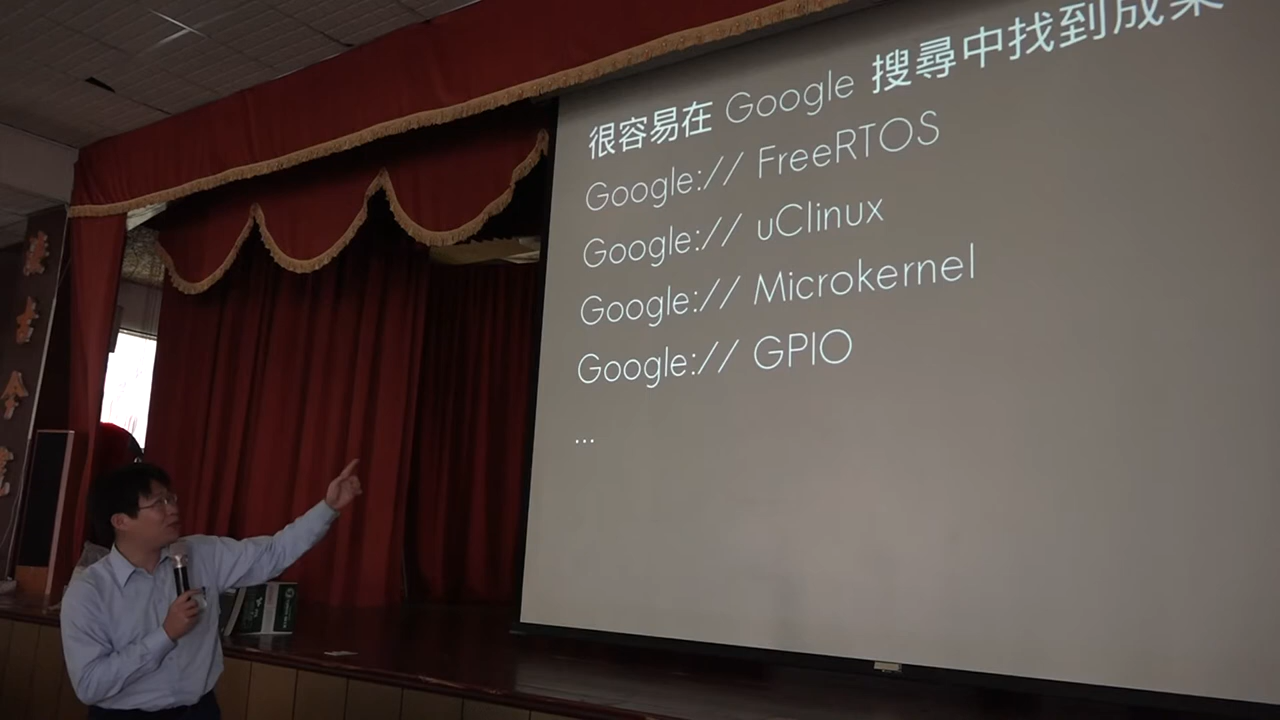 很容易在 Google 搜尋中找到成果
Google:// FreeRTOS
Google:// uClinux
Google:// Microkernel
Google:// GPIO
...